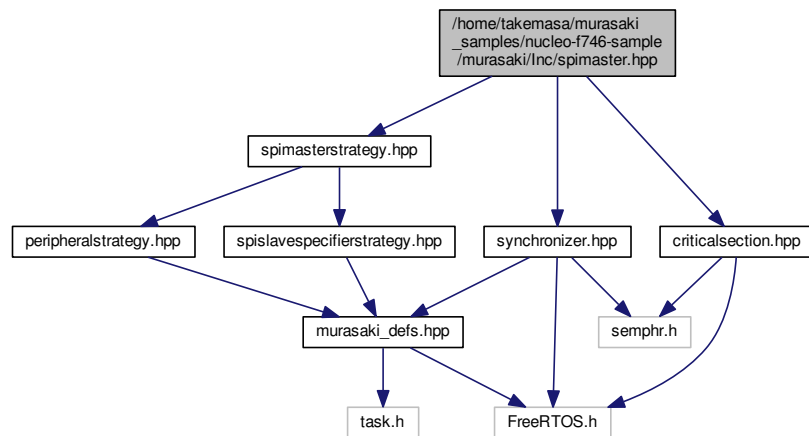 /home/takemasa/murasaki
_samples/nucleo-f746-sample
/murasaki/Inc/spimaster.hpp
spimasterstrategy.hpp
peripheralstrategy.hpp
spislavespecifierstrategy.hpp
synchronizer.hpp
criticalsection.hpp
murasaki_defs.hpp
semphr.h
task.h
FreeRTOS.h